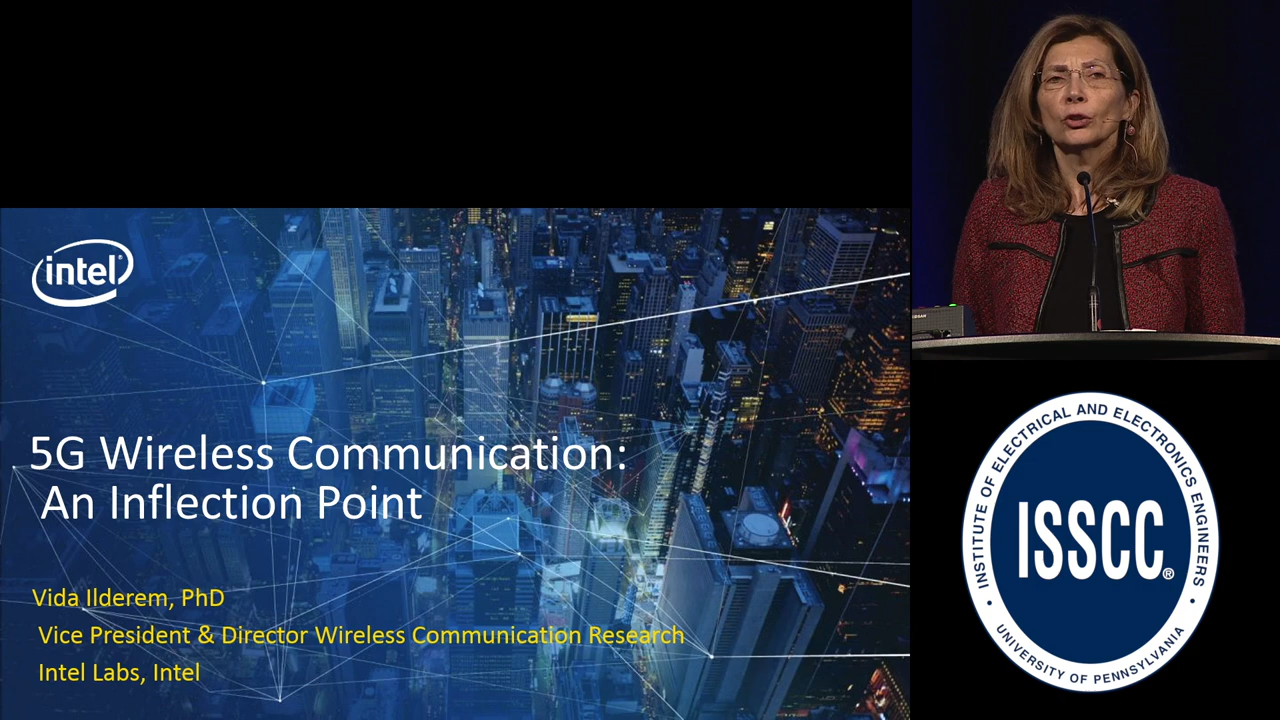 intel®
5G Wireless Communication:
An Inflection Point
Vida Ilderem, PhD
Vice President & Director Wireless Communication Research
Intel Labs, Intel
INSTITUTE OF ELECTRICAL AND ELECTRONICS ENGINEERS
ISSCC®
• UNIVERSITY OF PENNSYLVANIA •